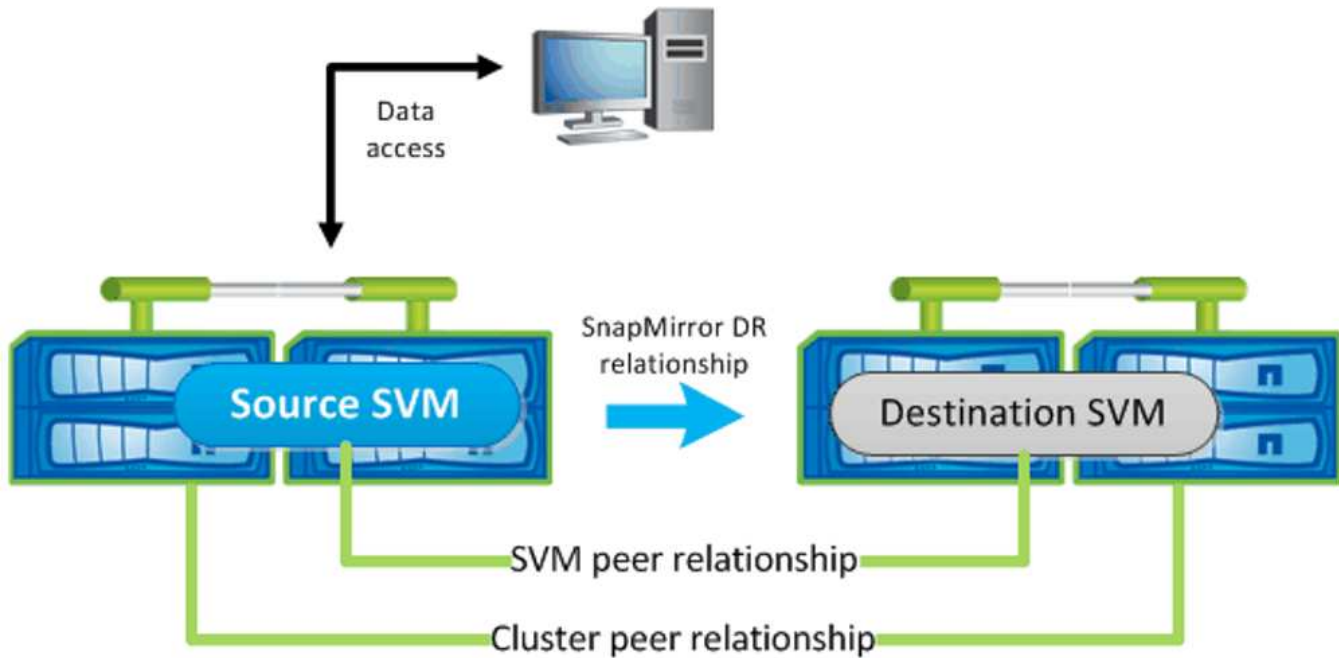 Data
access
SnapMirror DR
relationship
Source SVM
Destination SVM
SVM peer relationship
Cluster peer relationship